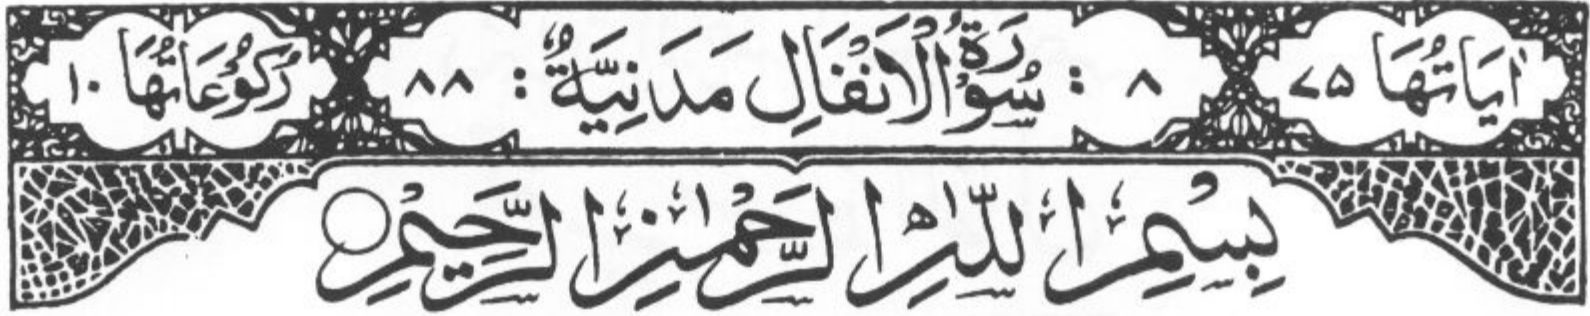 اٰيَاتُهَا ٧٥ ٨ : سُوْرَةُ الْاَنْفَالِ مَدَنِيَّةٌ : ٨٨ رُكُوْعَاتُهَا ١٠
بِسْمِ اللّٰهِ الرَّحْمٰنِ الرَّحِيْمِ